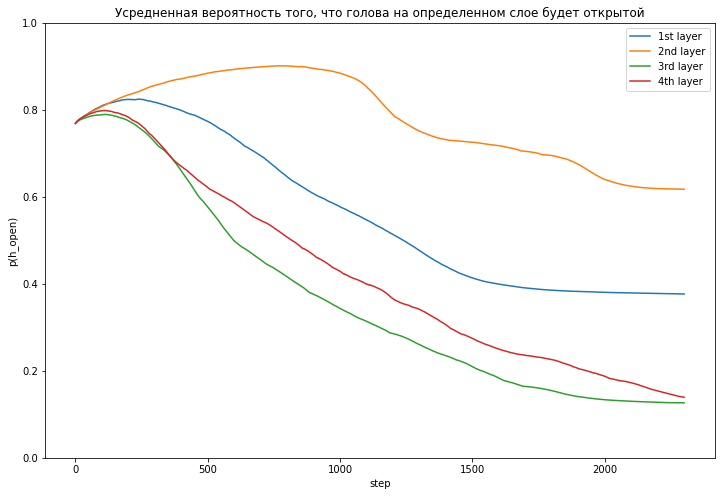 Усредненная вероятность того, что голова на определенном слое будет открытой
1st layer
2nd layer
3rd layer
4th layer
1.0
0.8
0.6
0.4
0.2
0.0
p(h_open)
0 500 1000 1500 2000
step